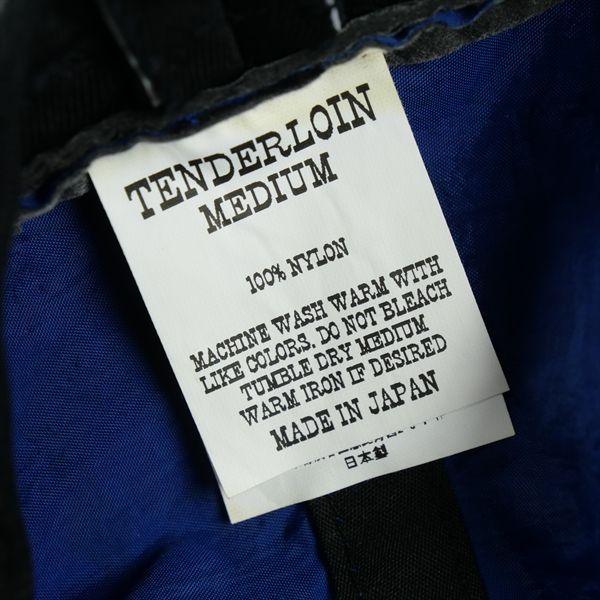 TENDERLOIN
MEDIUM
100% NYLON
MACHINE WASH WARM WITH
LIKE COLORS. DO NOT BLEACH
TUMBLE DRY MEDIUM
WARM IRON IF DESIRED
MADE IN JAPAN
日本製